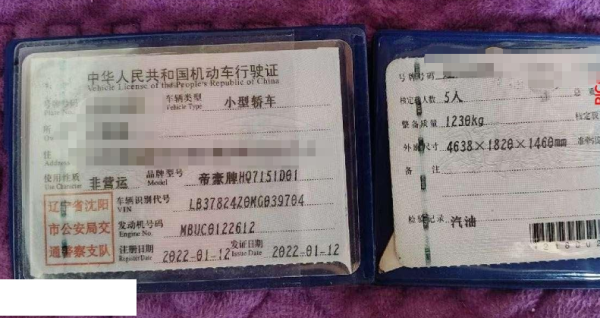 中华人民共和国机动车行驶证
Vehicle License of the People's Republic of China
车辆类型 小型轿车
Vehicle Type
Plate No.
Address
使用性质 非营运 品牌型号 帝豪牌HQ7151D01
Use Character Model
车辆识别代号 LB37824Z0MG039704
VIN
发动机号码 MBUC0122612
Engine No.
注册日期 2022-01-12 发证日期 2022-01-12
Register Date Issue Date
辽宁省沈阳
市公安局交
通警察支队
号牌号码
核定载人数 5人
整备质量 1230kg
外廓尺寸 4638×1820×1460mm
备 注
检验记录 汽油